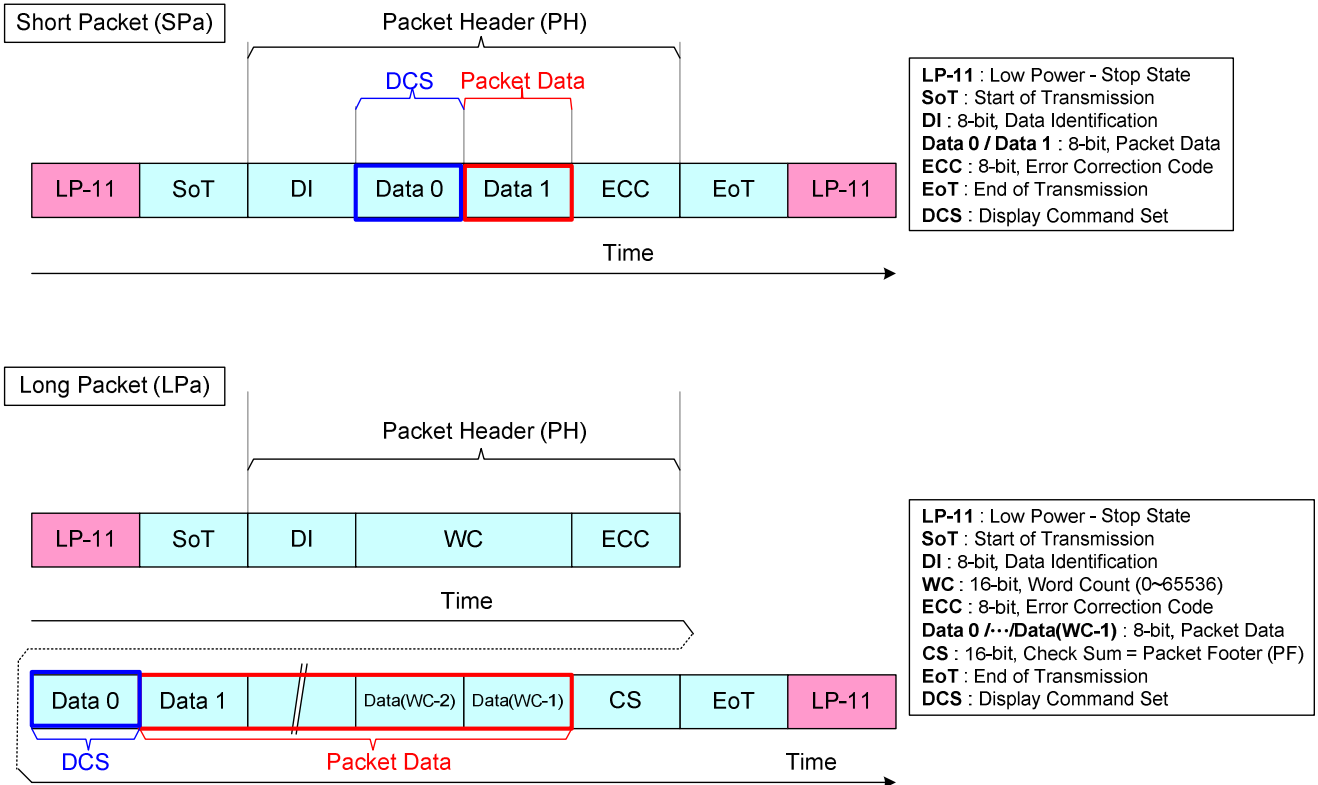 Short Packet (SPa)
Packet Header (PH)
DCS
Packet Data
LP-11
SoT
DI
Data 0
Data 1
ECC
EoT
LP-11
Time
LP-11 : Low Power - Stop State
SoT : Start of Transmission
DI : 8-bit, Data Identification
Data 0 / Data 1 : 8-bit, Packet Data
ECC : 8-bit, Error Correction Code
EoT : End of Transmission
DCS : Display Command Set
Long Packet (LPa)
Packet Header (PH)
LP-11
SoT
DI
WC
ECC
Time
Data 0
Data 1
Data(WC-2)
Data(WC-1)
CS
EoT
LP-11
DCS
Packet Data
Time
LP-11 : Low Power - Stop State
SoT : Start of Transmission
DI : 8-bit, Data Identification
WC : 16-bit, Word Count (0~65536)
ECC : 8-bit, Error Correction Code
Data 0 /···/Data(WC-1) : 8-bit, Packet Data
CS : 16-bit, Check Sum = Packet Footer (PF)
EoT : End of Transmission
DCS : Display Command Set